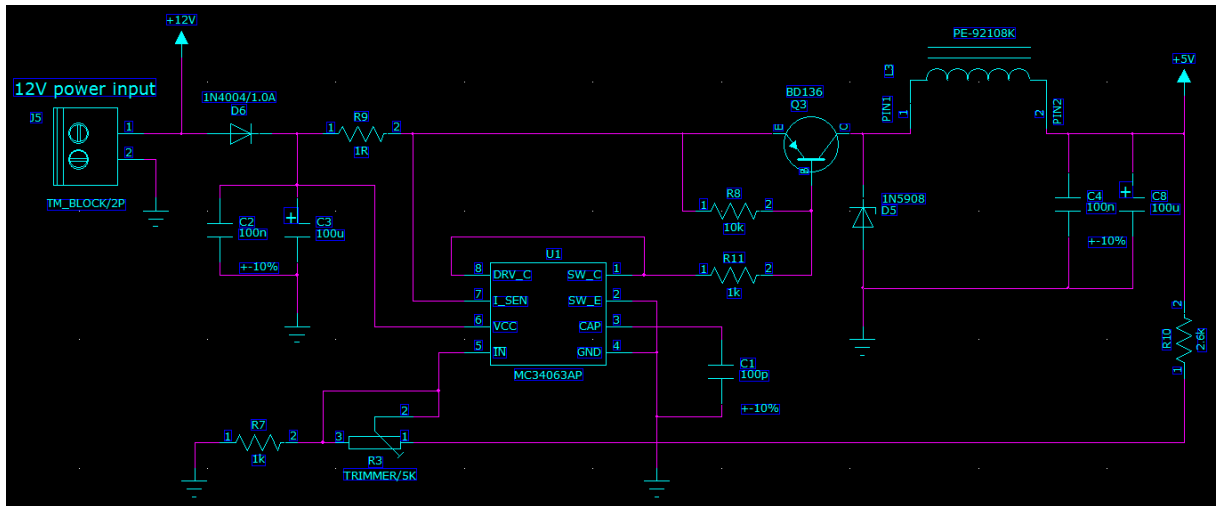 +12V
12V power input
J5
1
2
TM_BLOCK/2P
1N4004/1.0A
D6
1
R9
2
1R
C2
100n
+-10%
+
C3
100u
BD136
Q3
E
C
B
PE-92108K
L3
PIN1
1
2
PIN2
+5V
1
R8
2
10k
1
R11
2
1k
1N5908
D5
C4
100n
+-10%
+
C8
100u
U1
8
DRV_C
SW_C
1
7
I_SEN
SW_E
2
6
VCC
CAP
3
5
IN
GND
4
MC34063AP
C1
100p
+-10%
2
R10
2.6k
1
1
R7
2
1k
3
2
1
R3
TRIMMER/5K